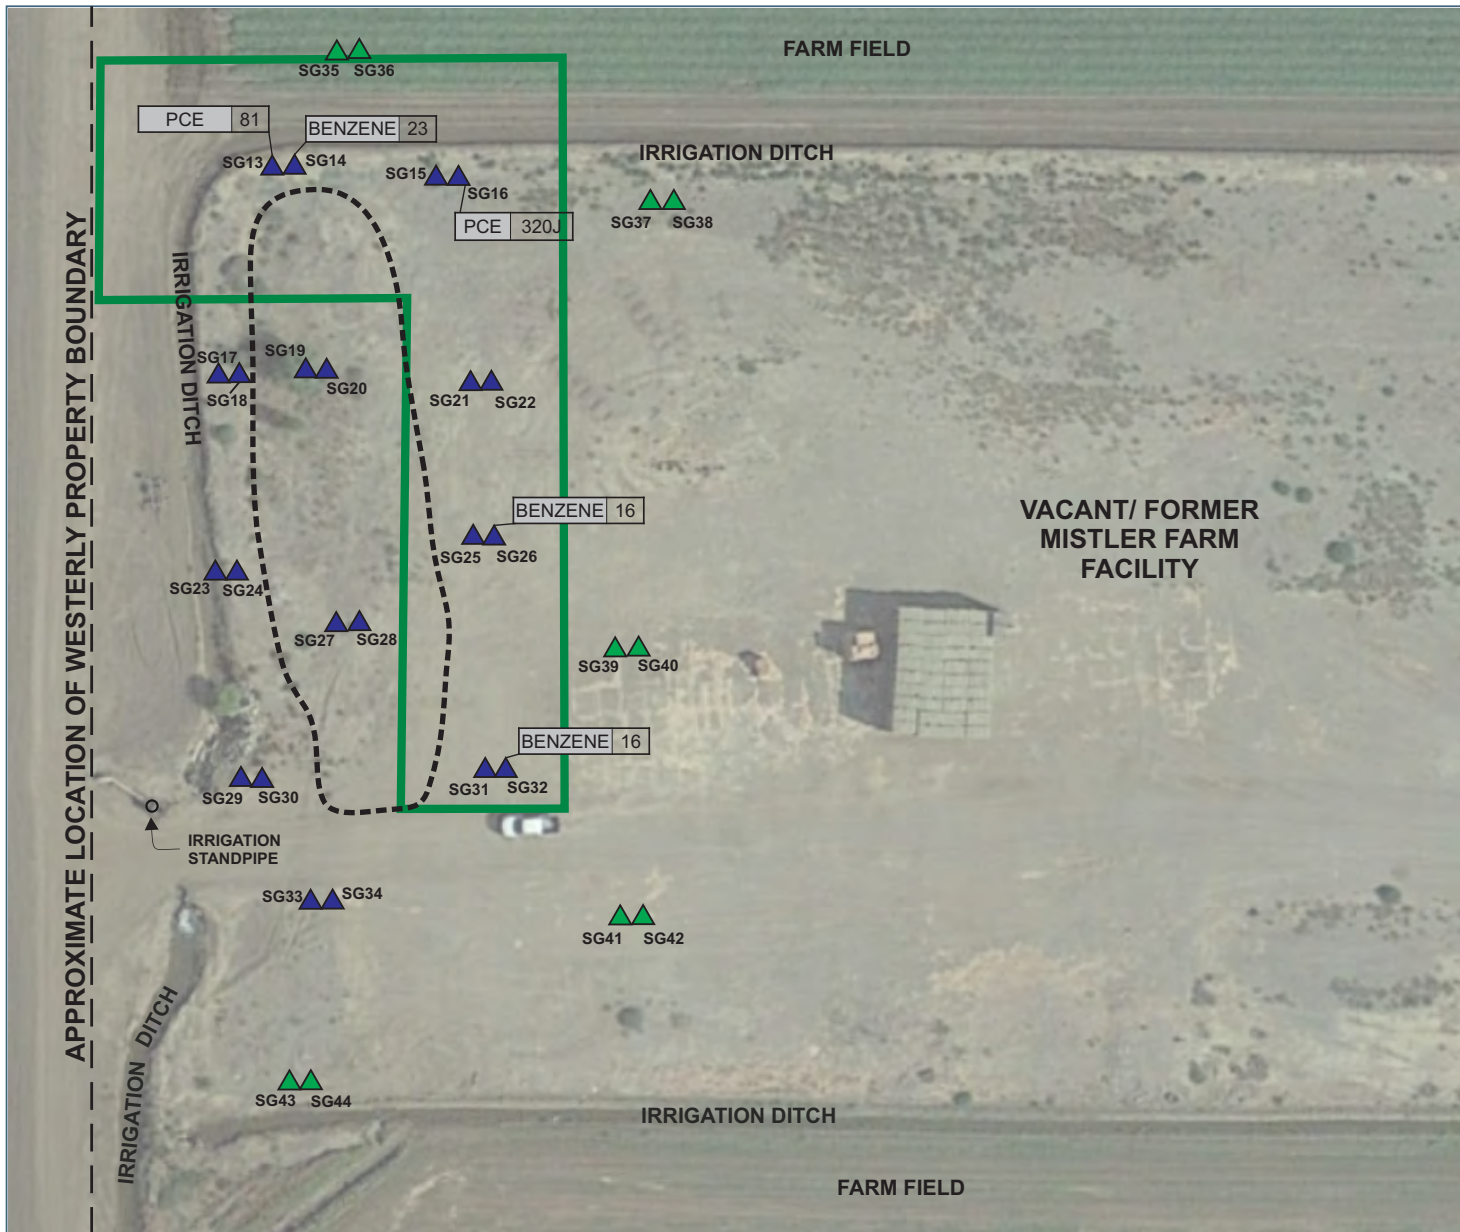 FARM FIELD
SG35 SG36
PCE 81
BENZENE 23
SG13 SG14
IRRIGATION DITCH
SG15 SG16
PCE 320J
SG37 SG38
APPROXIMATE LOCATION OF WESTERLY PROPERTY BOUNDARY
IRRIGATION DITCH
SG17 SG18
SG19 SG20
SG21 SG22
BENZENE 16
SG25 SG26
VACANT/ FORMER
MISTLER FARM
FACILITY
SG23 SG24
SG27 SG28
SG39 SG40
BENZENE 16
SG31 SG32
SG29 SG30
IRRIGATION
STANDPIPE
SG33 SG34
SG41 SG42
IRRIGATION DITCH
SG43 SG44
IRRIGATION DITCH
FARM FIELD